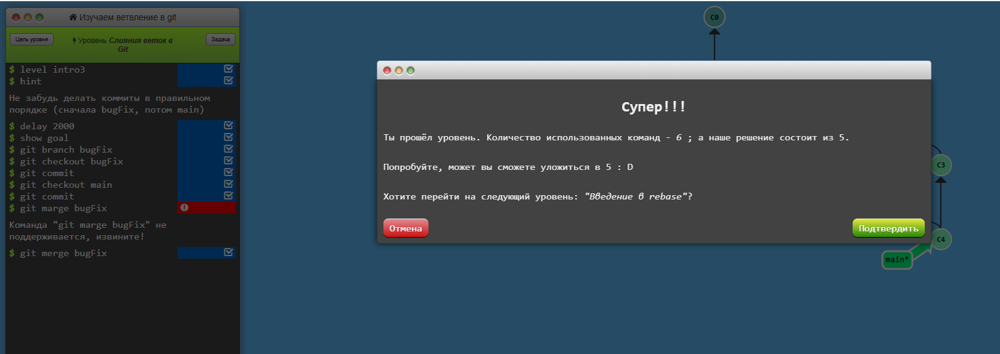 Изучаем ветвление в git
Цель уровня
Уровень Слияния веток в
Git
Задача
$ level intro3
$ hint
Не забудь делать коммиты в правильном
порядке (сначала bugFix, потом main)
$ delay 2000
$ show goal
$ git branch bugFix
$ git checkout bugFix
$ git commit
$ git checkout main
$ git commit
$ git marge bugFix
Команда "git marge bugFix" не
поддерживается, извините!
$ git merge bugFix
C0
Супер!!!
Ты прошёл уровень. Количество использованных команд - 6 ; а наше решение состоит из 5.
Попробуйте, может вы сможете уложиться в 5 : D
Хотите перейти на следующий уровень: "Введение в rebase"?
Отмена
Подтвердить
C3
C4
main*